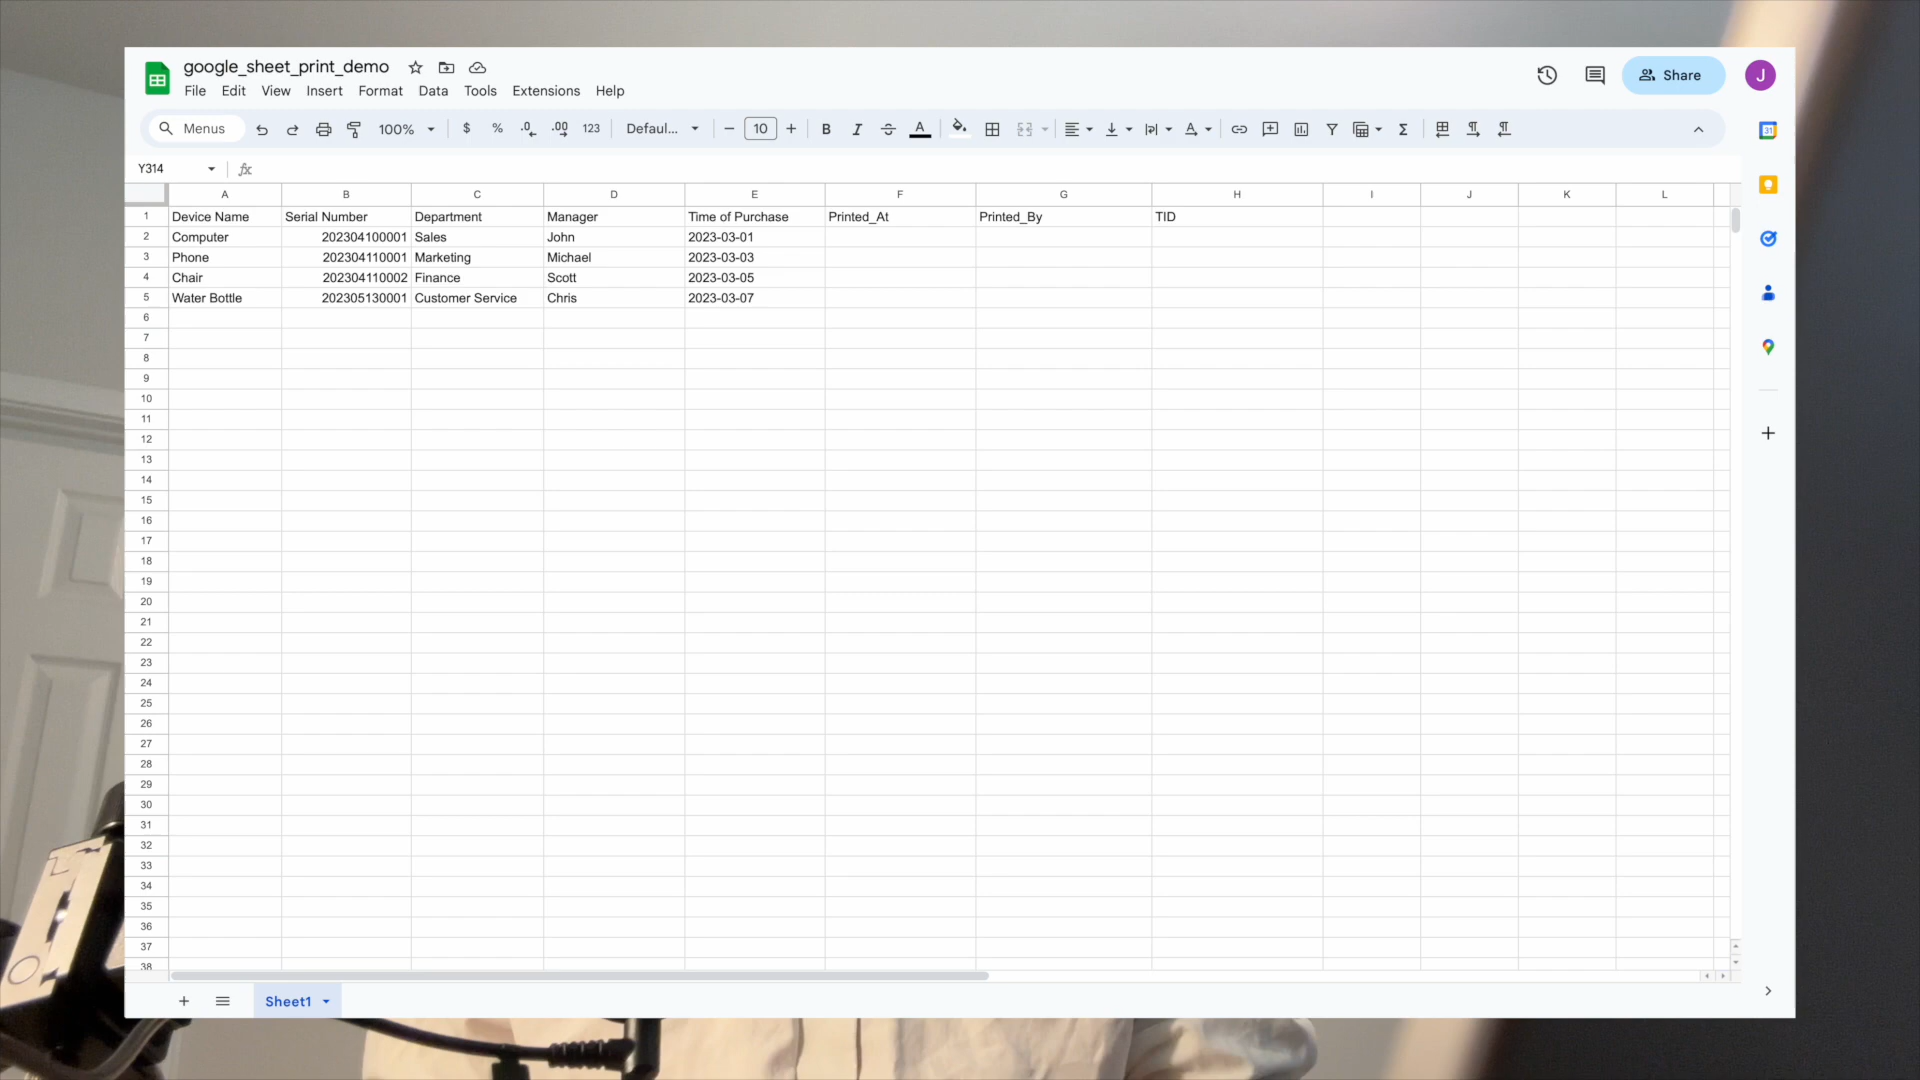 google_sheet_print_demo
Share
J
File Edit View Insert Format Data Tools Extensions Help
Menus 100% $ % .0 .00 123 Defaul... 10 B I A
31
Y314 fx
A B C D E F G H I J K L
1 Device Name Serial Number Department Manager Time of Purchase Printed_At Printed_By TID
2 Computer 202304100001 Sales John 2023-03-01
3 Phone 202304110001 Marketing Michael 2023-03-03
4 Chair 202304110002 Finance Scott 2023-03-05
5 Water Bottle 202305130001 Customer Service Chris 2023-03-07
6
7
8
9
10
11
12
13
14
15
16
17
18
19
20
21
22
23
24
25
26
27
28
29
30
31
32
33
34
35
36
37
38
Sheet1